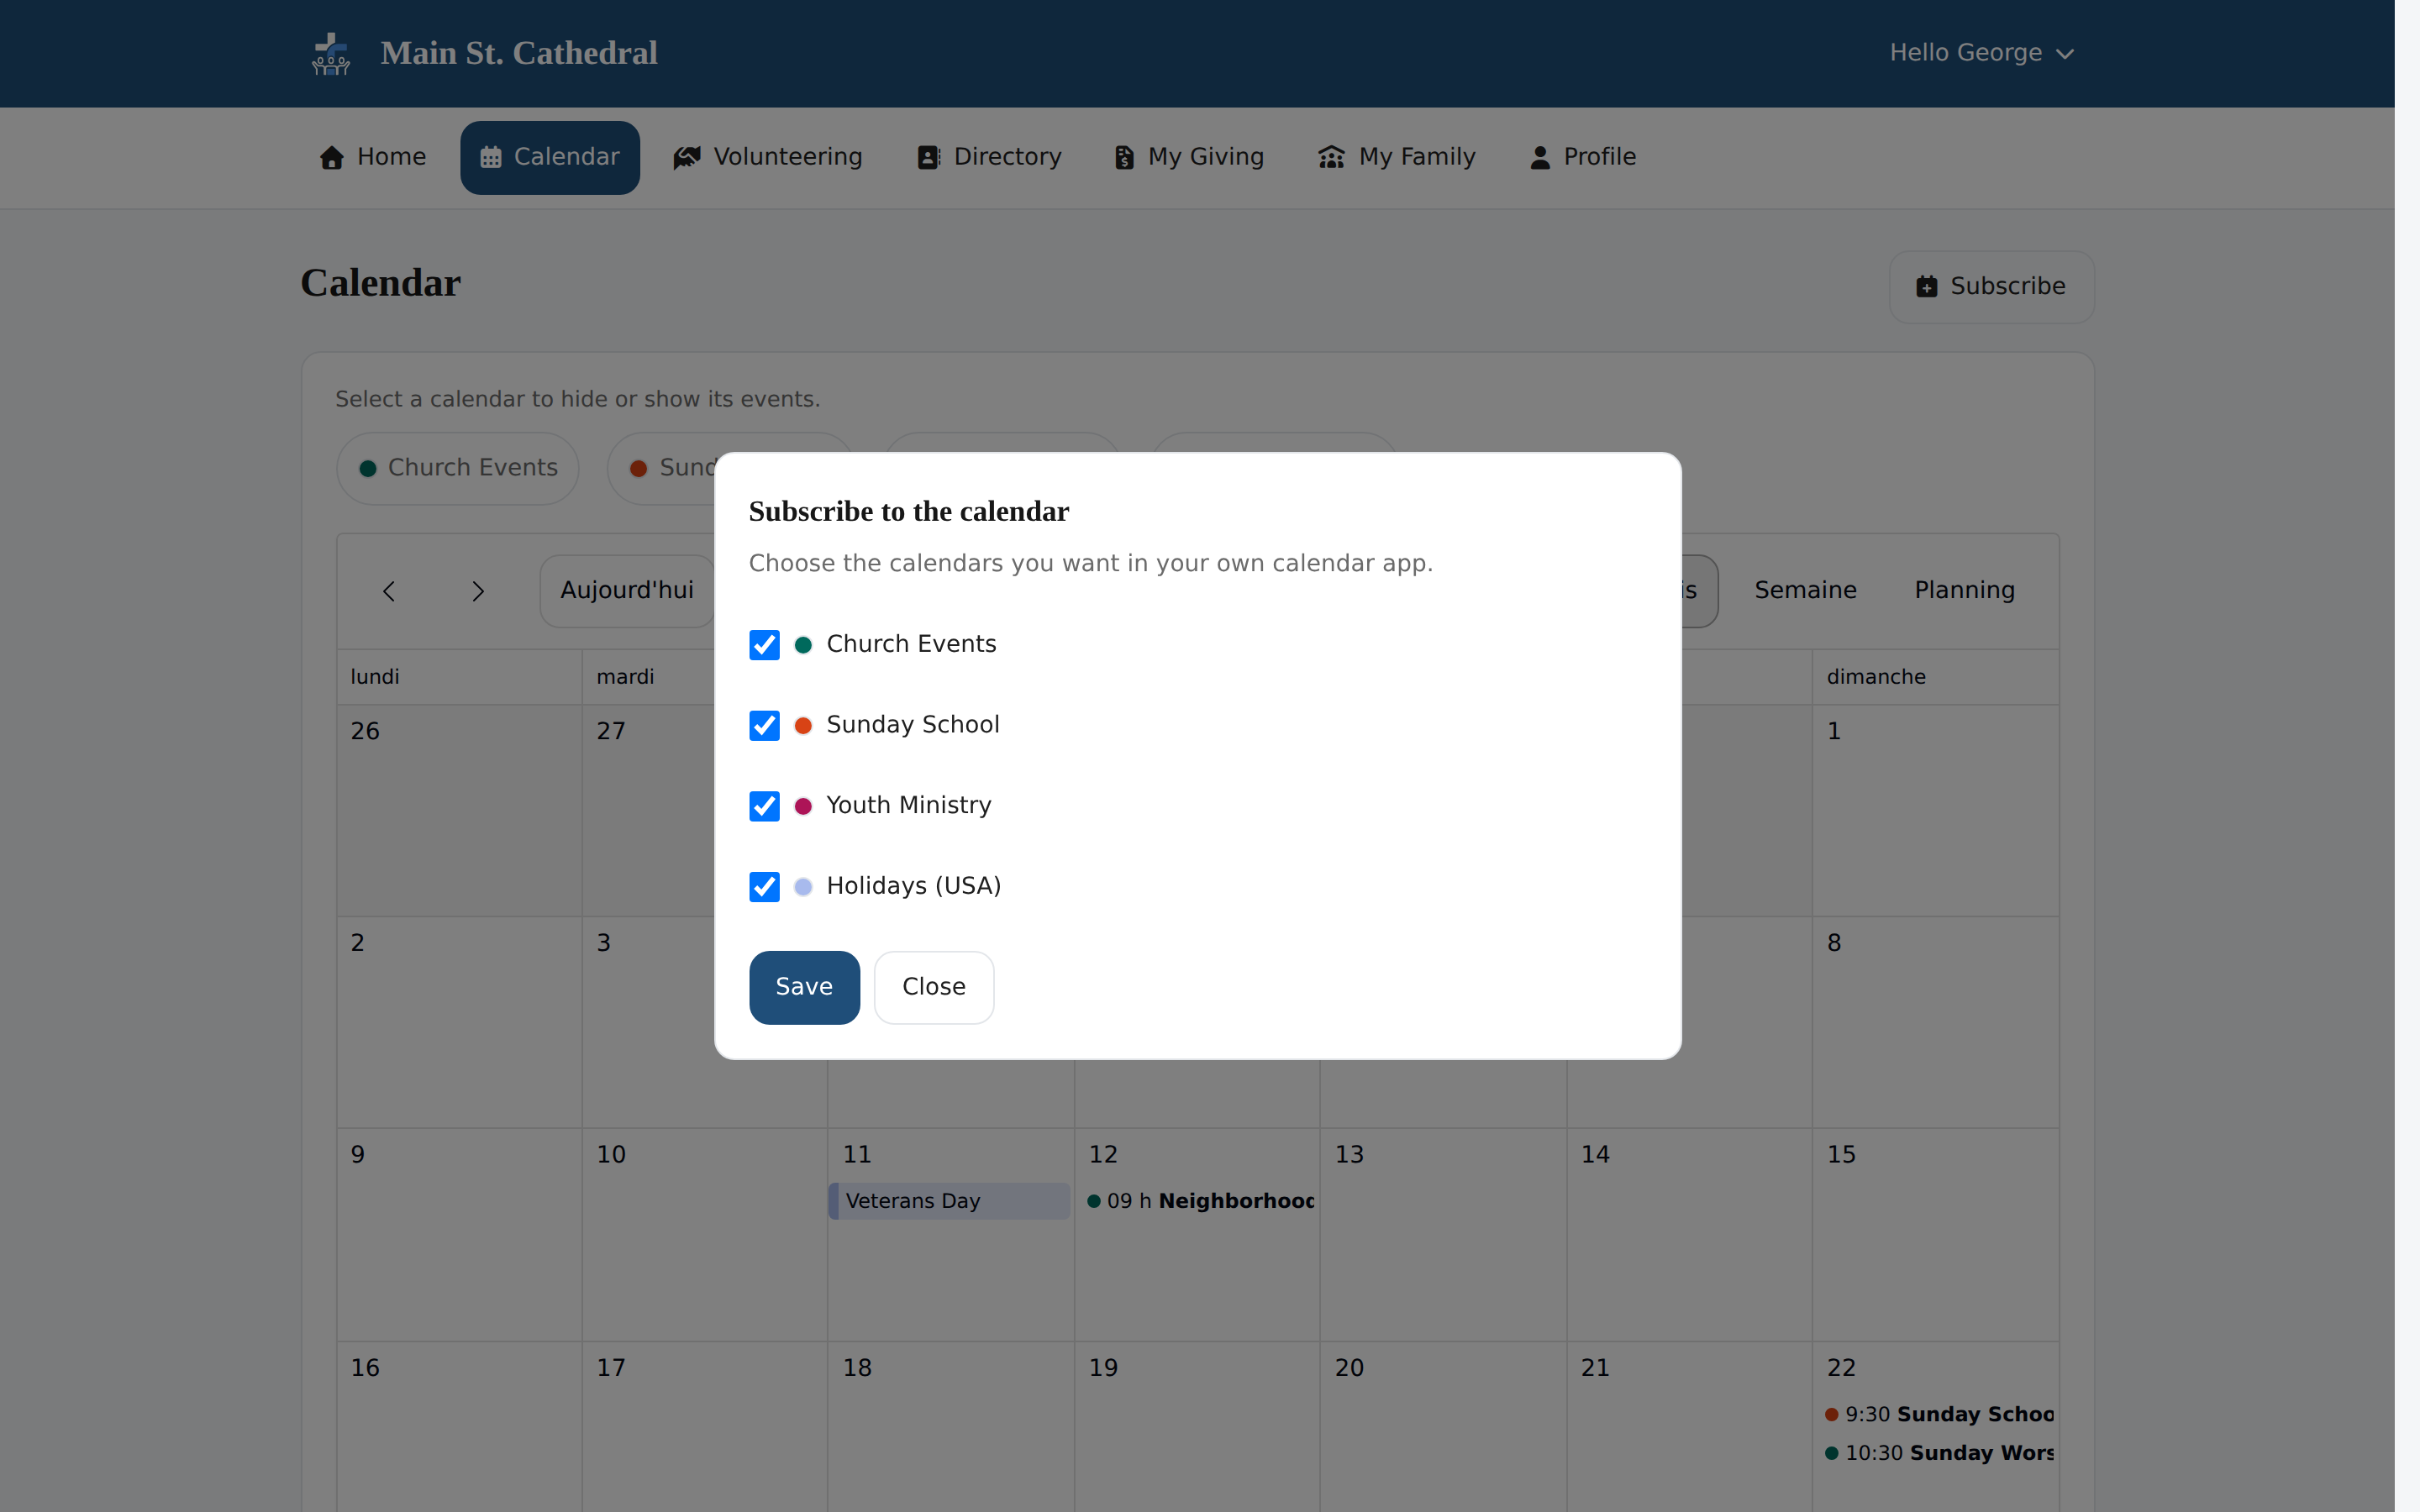 Main St. Cathedral
Hello George
Home
Calendar
Volunteering
Directory
My Giving
My Family
Profile
Calendar
Subscribe
Select a calendar to hide or show its events.
Church Events
Aujourd'hui
Semaine
Planning
lundi
mardi
dimanche
26
27
1
Subscribe to the calendar
Choose the calendars you want in your own calendar app.
Church Events
Sunday School
Youth Ministry
Holidays (USA)
Save
Close
2
3
8
9
10
11
12
13
14
15
Veterans Day
09 h Neighborhood
16
17
18
19
20
21
22
9:30 Sunday Schoo
10:30 Sunday Wors